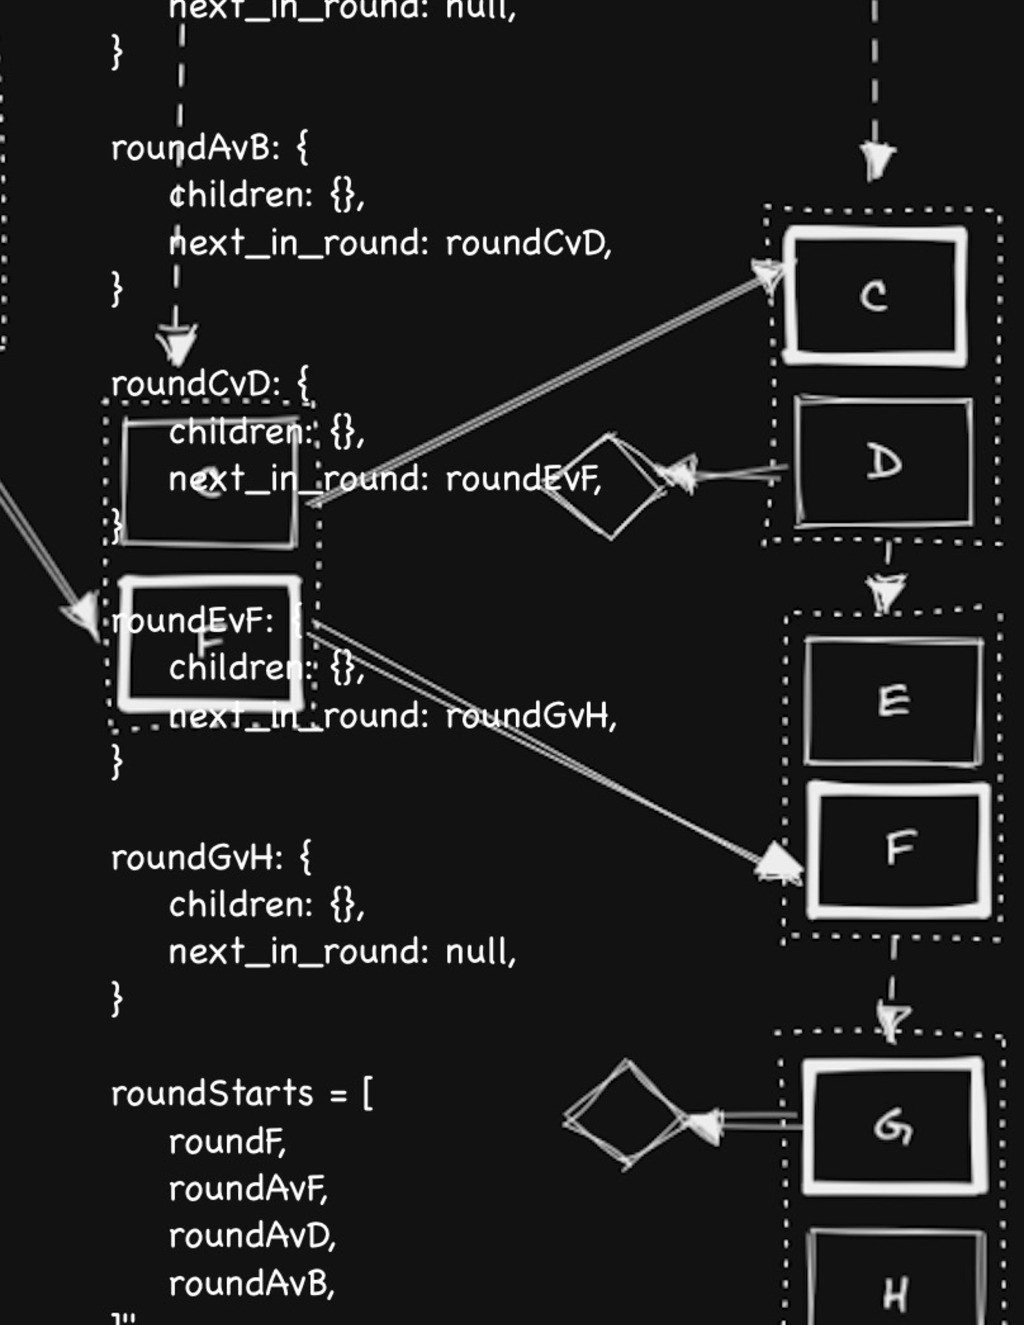 next_in_round: null,
}
roundAvB: {
children: {},
next_in_round: roundCvD,
}
roundCvD: {
children: {},
next_in_round: roundEvF,
}
roundEvF: {
children: {},
next_in_round: roundGvH,
}
roundGvH: {
children: {},
next_in_round: null,
}
roundStarts = [
roundF,
roundAvF,
roundAvD,
roundAvB,
]"
F
C
D
E
F
G
H